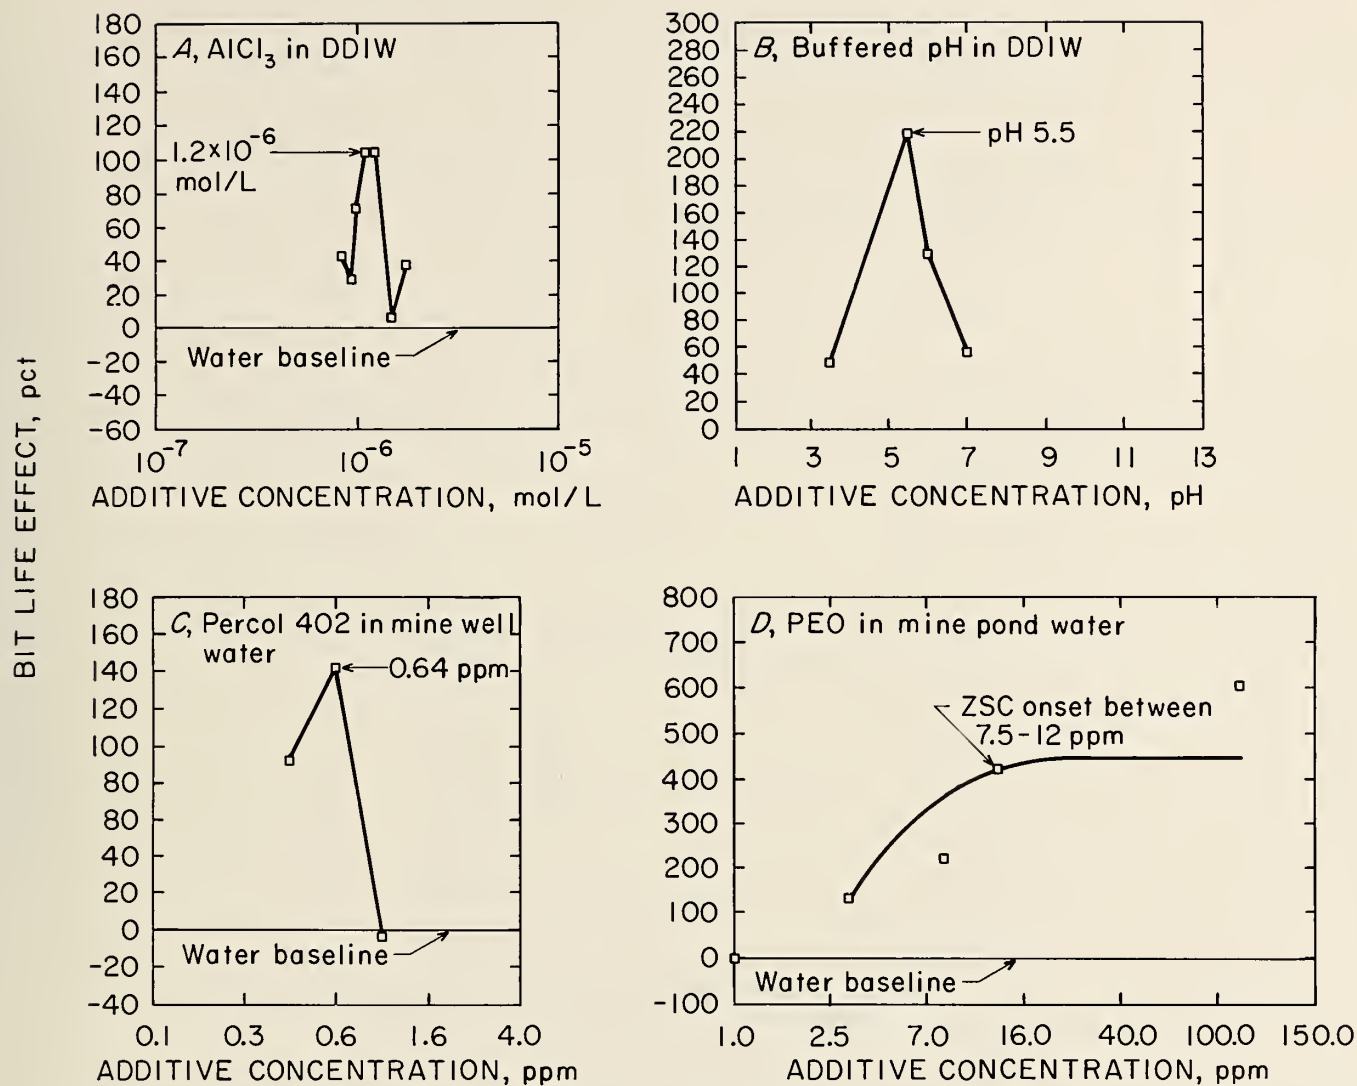 BIT LIFE EFFECT, pct
A, AlCl₃ in DDIW
180
160
140
120
100
80
60
40
20
0
-20
-40
-60
1.2×10⁻⁶
mol/L
Water baseline
10⁻⁷ 10⁻⁶ 10⁻⁵
ADDITIVE CONCENTRATION, mol/L
B, Buffered pH in DDIW
300
280
260
240
220
200
180
160
140
120
100
80
60
40
20
0
pH 5.5
1 3 5 7 9 11 13
ADDITIVE CONCENTRATION, pH
C, Percol 402 in mine well
water
180
160
140
120
100
80
60
40
20
0
-20
-40
0.64 ppm
Water baseline
0.1 0.3 0.6 1.6 4.0
ADDITIVE CONCENTRATION, ppm
D, PEO in mine pond water
800
700
600
500
400
300
200
100
0
-100
ZSC onset between
7.5-12 ppm
Water baseline
1.0 2.5 7.0 16.0 40.0 100.0 150.0
ADDITIVE CONCENTRATION, ppm